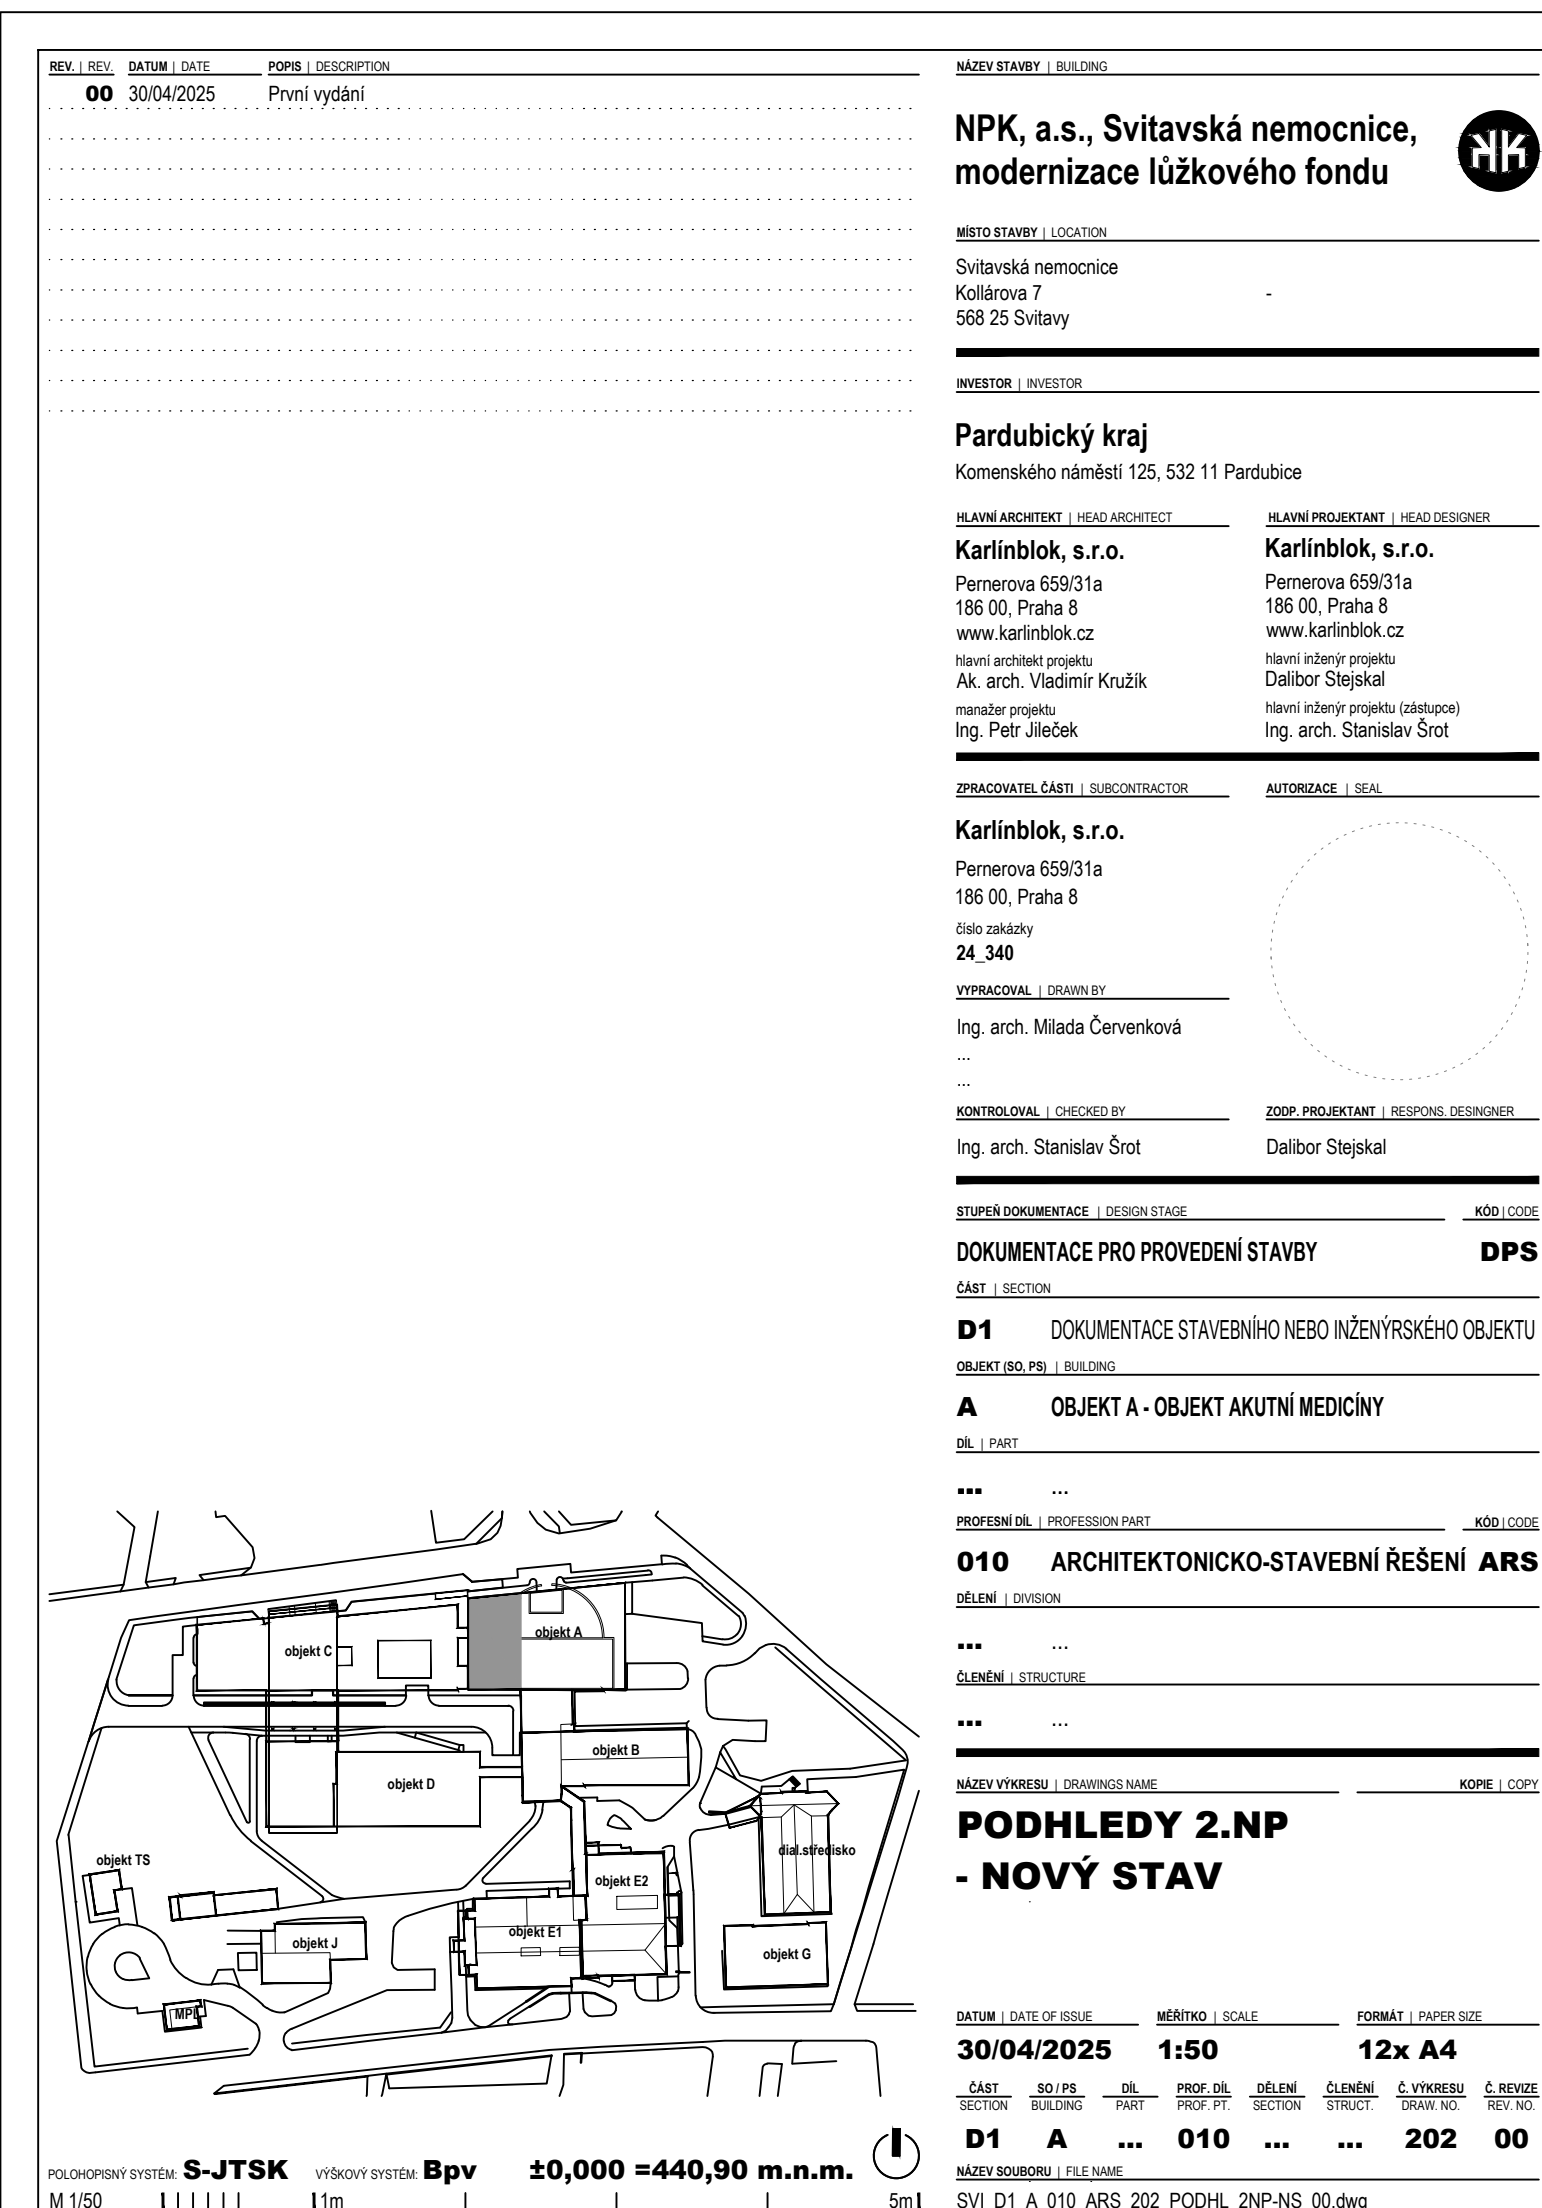 REV. | REV. DATUM | DATE POPIS | DESCRIPTION
00 30/04/2025 První vydání
NÁZEV STAVBY | BUILDING
NPK, a.s., Svitavská nemocnice,
modernizace lůžkového fondu
MÍSTO STAVBY | LOCATION
Svitavská nemocnice
Kollárova 7 -
568 25 Svitavy
INVESTOR | INVESTOR
Pardubický kraj
Komenského náměstí 125, 532 11 Pardubice
HLAVNÍ ARCHITEKT | HEAD ARCHITECT
Karlínblok, s.r.o.
Pernerova 659/31a
186 00, Praha 8
www.karlinblok.cz
hlavní architekt projektu
Ak. arch. Vladimír Kružík
manažer projektu
Ing. Petr Jileček
HLAVNÍ PROJEKTANT | HEAD DESIGNER
Karlínblok, s.r.o.
Pernerova 659/31a
186 00, Praha 8
www.karlinblok.cz
hlavní inženýr projektu
Dalibor Stejskal
hlavní inženýr projektu (zástupce)
Ing. arch. Stanislav Šrot
ZPRACOVATEL ČÁSTI | SUBCONTRACTOR
AUTORIZACE | SEAL
Karlínblok, s.r.o.
Pernerova 659/31a
186 00, Praha 8
číslo zakázky
24_340
VYPRACOVAL | DRAWN BY
Ing. arch. Milada Červenková
...
...
KONTROLOVAL | CHECKED BY
Ing. arch. Stanislav Šrot
ZODP. PROJEKTANT | RESPONS. DESINGNER
Dalibor Stejskal
STUPEŇ DOKUMENTACE | DESIGN STAGE KÓD | CODE
DOKUMENTACE PRO PROVEDENÍ STAVBY DPS
ČÁST | SECTION
D1 DOKUMENTACE STAVEBNÍHO NEBO INŽENÝRSKÉHO OBJEKTU
OBJEKT (SO, PS) | BUILDING
A OBJEKT A - OBJEKT AKUTNÍ MEDICÍNY
DÍL | PART
... ...
PROFESNÍ DÍL | PROFESSION PART KÓD | CODE
010 ARCHITEKTONICKO-STAVEBNÍ ŘEŠENÍ ARS
DĚLENÍ | DIVISION
... ...
ČLENĚNÍ | STRUCTURE
... ...
NÁZEV VÝKRESU | DRAWINGS NAME KOPIE | COPY
PODHLEDY 2.NP
- NOVÝ STAV
DATUM | DATE OF ISSUE MĚŘÍTKO | SCALE FORMÁT | PAPER SIZE
30/04/2025 1:50 12x A4
ČÁST SO / PS DÍL PROF. DÍL DĚLENÍ ČLENĚNÍ Č. VÝKRESU Č. REVIZE
SECTION BUILDING PART PROF. PT. SECTION STRUCT. DRAW. NO. REV. NO.
D1 A ... 010 ... ... 202 00
NÁZEV SOUBORU | FILE NAME
SVI_D1_A_010_ARS_202_PODHL_2NP-NS_00.dwg
objekt A
objekt C
objekt B
objekt D
dial.středisko
objekt TS
objekt E2
objekt E1
objekt J
objekt G
MPL
POLOHOPISNÝ SYSTÉM: S-JTSK VÝŠKOVÝ SYSTÉM: Bpv ±0,000 =440,90 m.n.m.
M 1/50 1m 5m